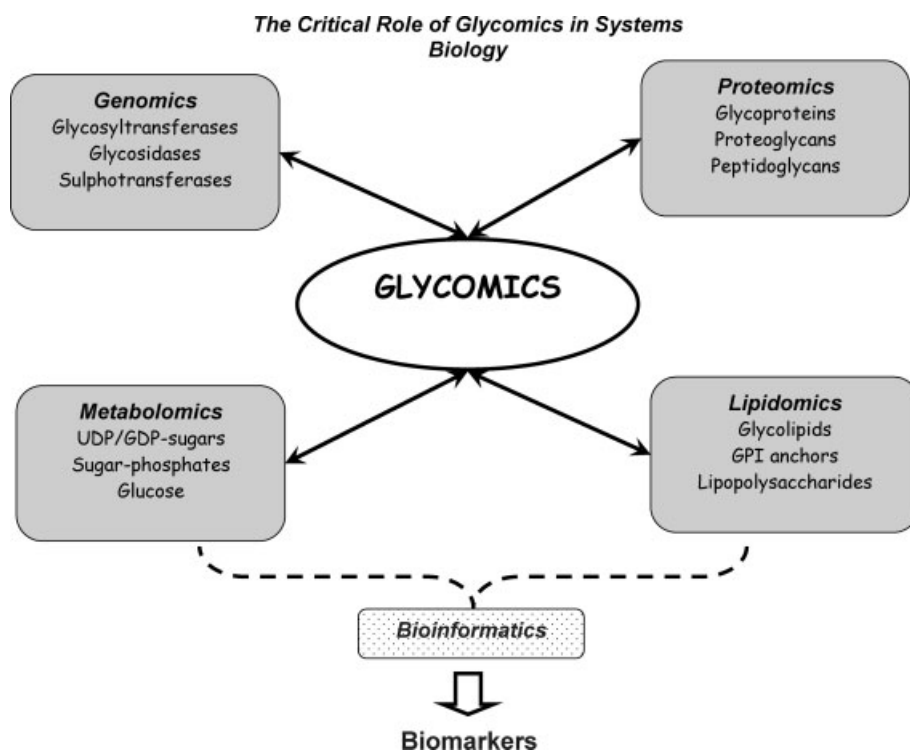 The Critical Role of Glycomics in Systems
Biology
Genomics
Glycosyltransferases
Glycosidases
Sulphotransferases
Proteomics
Glycoproteins
Proteoglycans
Peptidoglycans
GLYCOMICS
Metabolomics
UDP/GDP-sugars
Sugar-phosphates
Glucose
Lipidomics
Glycolipids
GPI anchors
Lipopolysaccharides
Bioinformatics
Biomarkers